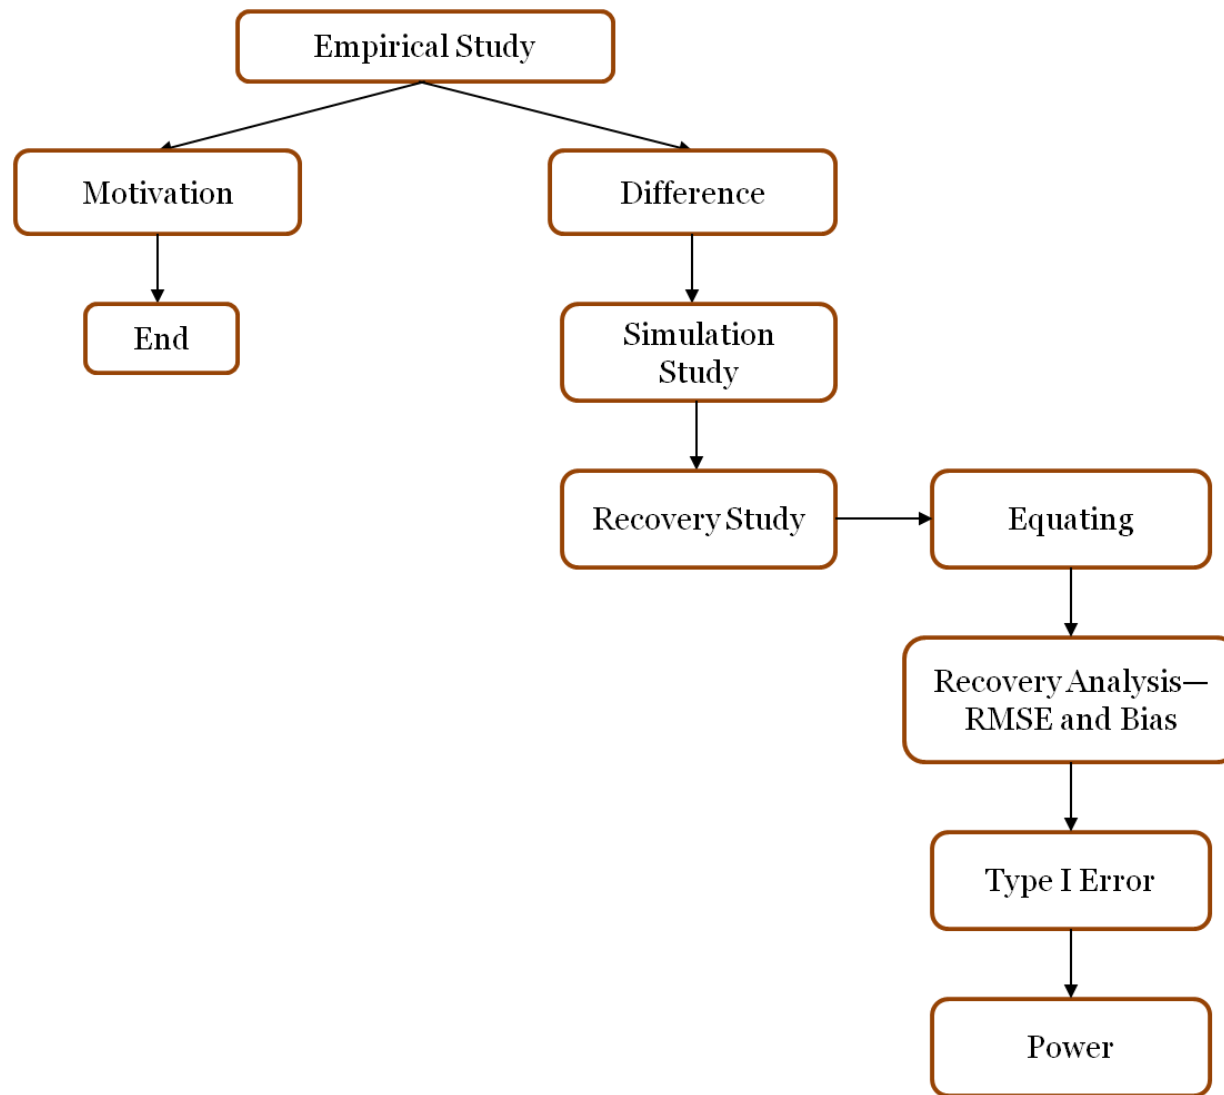 Empirical Study
Motivation
Difference
End
Simulation
Study
Recovery Study
Equating
Recovery Analysis—
RMSE and Bias
Type I Error
Power